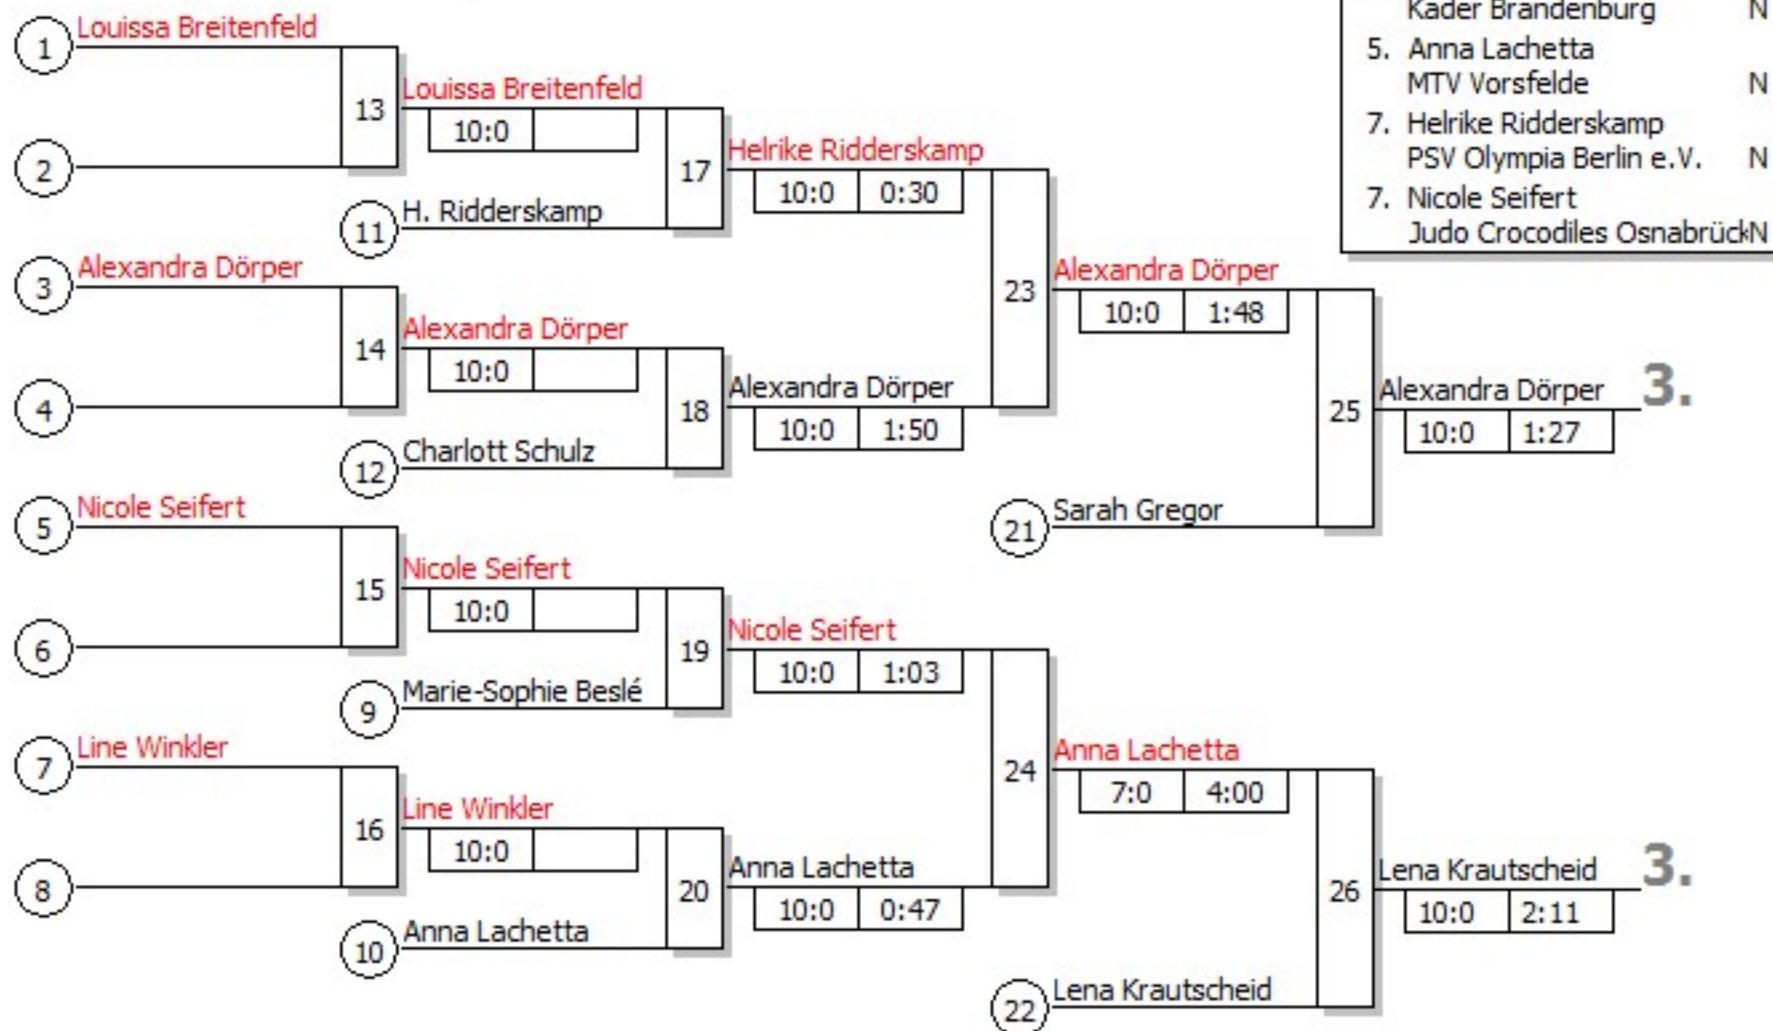 Kader Brandenburg N
5. Anna Lachetta
MTV Vorsfelde N
7. Helrike Ridderskamp
PSV Olympia Berlin e.V. N
7. Nicole Seifert
Judo Crocodiles Osnabrück N
1 Louissa Breitenfeld
13 Louissa Breitenfeld
10:0
2
17 Helrike Ridderskamp
10:0 0:30
11 H. Ridderskamp
3 Alexandra Dörper
23 Alexandra Dörper
10:0 1:48
14 Alexandra Dörper
10:0
4
18 Alexandra Dörper
10:0 1:50
12 Charlott Schulz
25 Alexandra Dörper 3.
10:0 1:27
5 Nicole Seifert
21 Sarah Gregor
15 Nicole Seifert
10:0
6
19 Nicole Seifert
10:0 1:03
9 Marie-Sophie Beslé
7 Line Winkler
24 Anna Lachetta
7:0 4:00
16 Line Winkler
10:0
8
20 Anna Lachetta
10:0 0:47
10 Anna Lachetta
26 Lena Krautscheid 3.
10:0 2:11
22 Lena Krautscheid